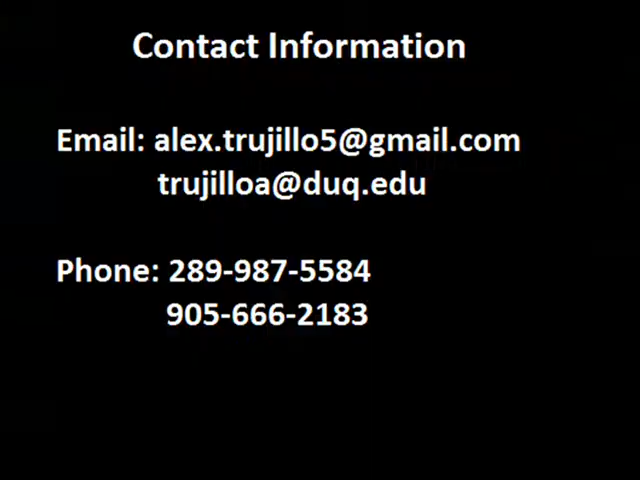 Contact Information
Email: alex.trujillo5@gmail.com
trujilloa@duq.edu
Phone: 289-987-5584
905-666-2183